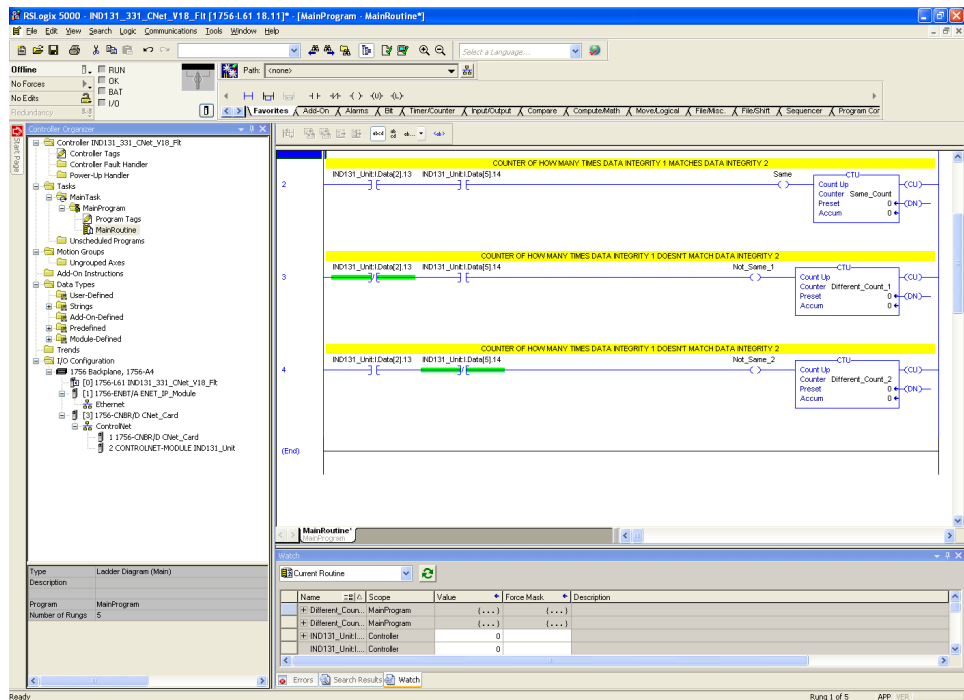 RSLogix 5000 - IND131_331_CNet_V18_Flt [1756-L61 18.11]* - [MainProgram - MainRoutine*]
File Edit View Search Logic Communications Tools Window Help
Select a Language...
Offline
RUN
Path: <none>
No Forces
OK
No Edits
BAT
Redundancy
I/O
Favorites
Add-On
Alarms
Bit
Timer/Counter
Input/Output
Compare
Compute/Math
Move/Logical
File/Misc.
File/Shift
Sequencer
Program Con
Start Page
Controller Organizer
Controller IND131_331_CNet_V18_Flt
Controller Tags
Controller Fault Handler
Power-Up Handler
Tasks
MainTask
MainProgram
Program Tags
MainRoutine
Unscheduled Programs
Motion Groups
Ungrouped Axes
Add-On Instructions
Data Types
User-Defined
Strings
Add-On-Defined
Predefined
Module-Defined
Trends
I/O Configuration
1756 Backplane, 1756-A4
[0] 1756-L61 IND131_331_CNet_V18_Flt
[1] 1756-ENBT/A ENET_IP_Module
Ethernet
[3] 1756-CNBR/D CNet_Card
ControlNet
1 1756-CNBR/D CNet_Card
2 CONTROLNET-MODULE IND131_Unit
Type Ladder Diagram (Main)
Description
Program MainProgram
Number of Rungs 5
COUNTER OF HOW MANY TIMES DATA INTEGRITY 1 MATCHES DATA INTEGRITY 2
2
IND131_Unit:I.Data[2].13 IND131_Unit:I.Data[5].14 Same
CTU
Count Up (CU)
Counter Same_Count
Preset 0 (DN)
Accum 0
COUNTER OF HOW MANY TIMES DATA INTEGRITY 1 DOESN'T MATCH DATA INTEGRITY 2
3
IND131_Unit:I.Data[2].13 IND131_Unit:I.Data[5].14 Not_Same_1
CTU
Count Up (CU)
Counter Different_Count_1
Preset 0 (DN)
Accum 0
COUNTER OF HOW MANY TIMES DATA INTEGRITY 1 DOESN'T MATCH DATA INTEGRITY 2
4
IND131_Unit:I.Data[2].13 IND131_Unit:I.Data[5].14 Not_Same_2
CTU
Count Up (CU)
Counter Different_Count_2
Preset 0 (DN)
Accum 0
(End)
MainRoutine*
MainProgram
Watch
Current Routine
Name Scope Value Force Mask Description
Different_Coun... MainProgram {...} {...}
Different_Coun... MainProgram {...} {...}
IND131_Unit:I.... Controller 0
IND131_Unit:I.... Controller 0
Errors Search Results Watch
Ready
Rung 1 of 5 APP VER